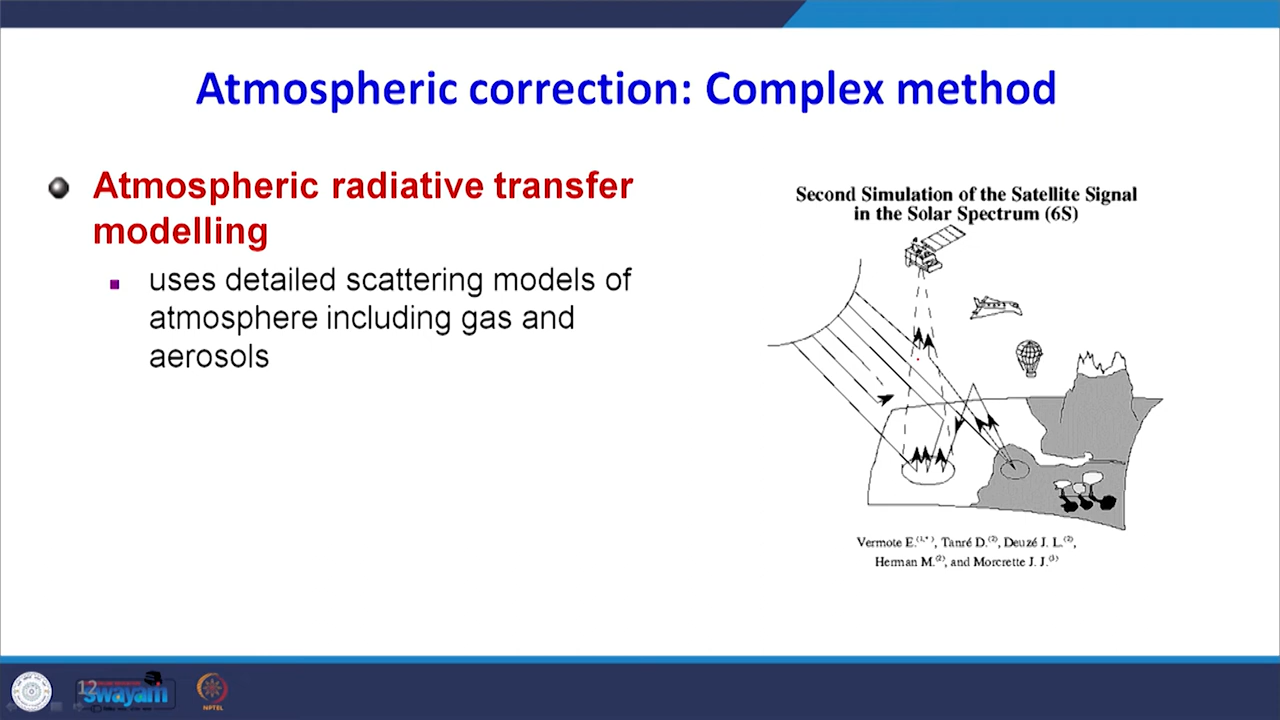 Atmospheric correction: Complex method
Atmospheric radiative transfer
modelling
uses detailed scattering models of
atmosphere including gas and
aerosols
Second Simulation of the Satellite Signal
in the Solar Spectrum (6S)
Vermote E.(1,*), Tanré D.(2), Deuzé J. L.(2),
Herman M.(2), and Morcrette J. J.(3)
12
swayam
NPTEL